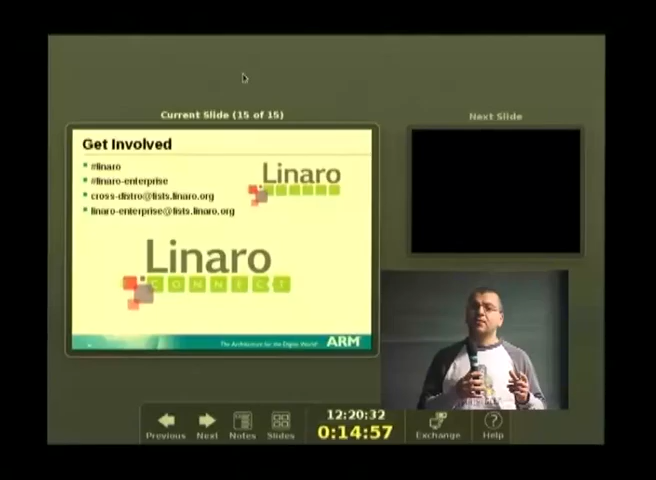 Current Slide (15 of 15)
Next Slide
Get Involved
#linaro
#linaro-enterprise
cross-distro@lists.linaro.org
linaro-enterprise@lists.linaro.org
Linaro
Linaro
CONNECT
The Architecture for the Digital World
ARM
12:20:32
0:14:57
Previous
Next
Notes
Slides
Exchange
Help